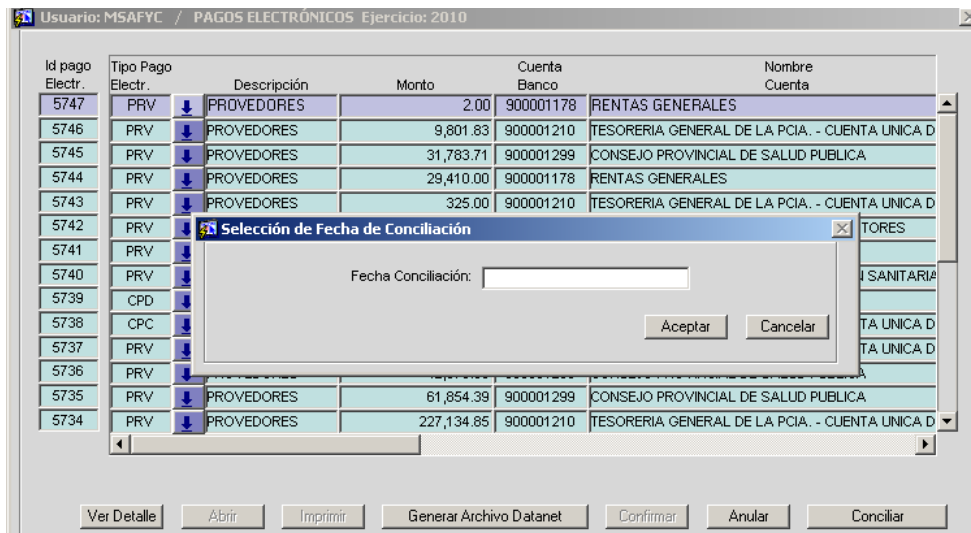 Usuario: MSAFYC / PAGOS ELECTRÓNICOS Ejercicio: 2010
Id pago Electr. Tipo Pago Electr. Descripción Monto Cuenta Banco Nombre Cuenta
5747 PRV PROVEDORES 2.00 900001178 RENTAS GENERALES
5746 PRV PROVEDORES 9,801.83 900001210 TESORERIA GENERAL DE LA PCIA. - CUENTA UNICA D
5745 PRV PROVEDORES 31,783.71 900001299 CONSEJO PROVINCIAL DE SALUD PUBLICA
5744 PRV PROVEDORES 29,410.00 900001178 RENTAS GENERALES
5743 PRV PROVEDORES 325.00 900001210 TESORERIA GENERAL DE LA PCIA. - CUENTA UNICA D
5742 PRV TORES
5741 PRV
5740 PRV SANITARIA
5739 CPD
5738 CPC TA UNICA D
5737 PRV TA UNICA D
5736 PRV
5735 PRV PROVEDORES 61,854.39 900001299 CONSEJO PROVINCIAL DE SALUD PUBLICA
5734 PRV PROVEDORES 227,134.85 900001210 TESORERIA GENERAL DE LA PCIA. - CUENTA UNICA D
Selección de Fecha de Conciliación
Fecha Conciliación:
Aceptar Cancelar
Ver Detalle Abrir Imprimir Generar Archivo Datanet Confirmar Anular Conciliar